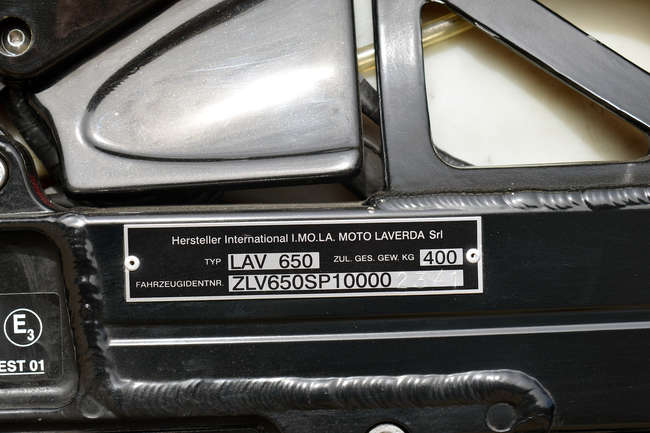 Hersteller International I.MO.LA. MOTO LAVERDA Srl
TYP LAV 650 ZUL. GES. GEW. KG 400
FAHRZEUGIDENTNR. ZLV650SP10000
E3
EST 01